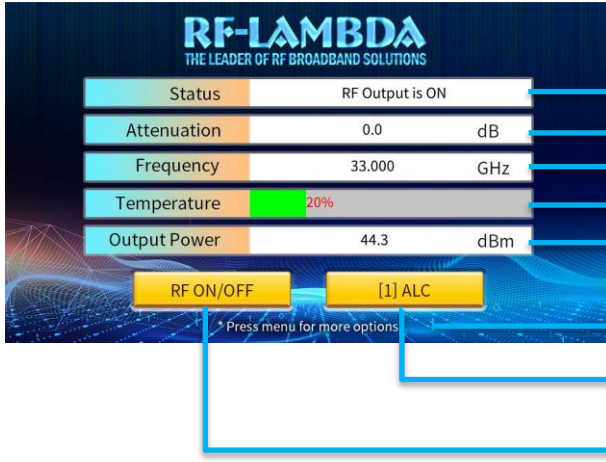 RF-LAMBDA
THE LEADER OF RF BROADBAND SOLUTIONS
Status RF Output is ON
Attenuation 0.0 dB
Frequency 33.000 GHz
Temperature 20%
Output Power 44.3 dBm
RF ON/OFF [1] ALC
* Press menu for more options